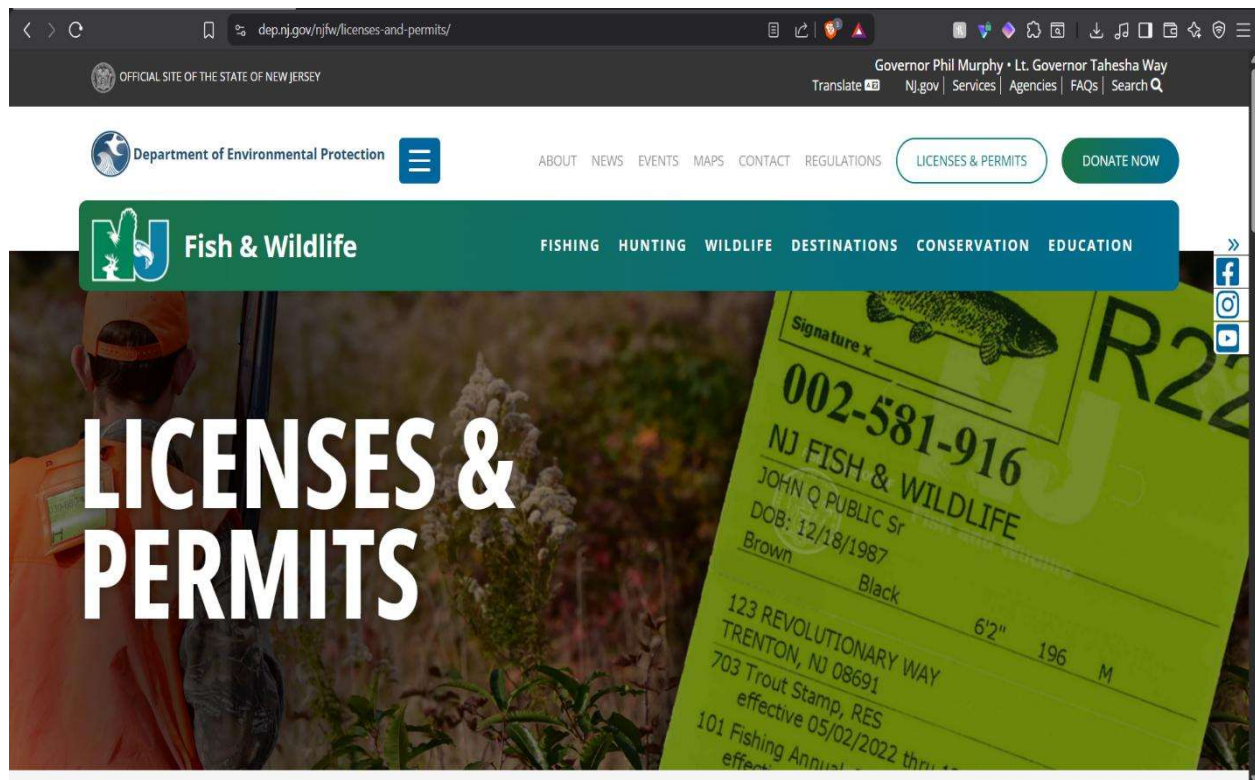 dep.nj.gov/njfw/licenses-and-permits/
OFFICIAL SITE OF THE STATE OF NEW JERSEY
Governor Phil Murphy • Lt. Governor Tahesha Way
Translate NJ.gov | Services | Agencies | FAQs | Search
Department of Environmental Protection
ABOUT NEWS EVENTS MAPS CONTACT REGULATIONS LICENSES & PERMITS DONATE NOW
NJ Fish & Wildlife
FISHING HUNTING WILDLIFE DESTINATIONS CONSERVATION EDUCATION
LICENSES &
PERMITS
Signature x
R22
002-581-916
NJ FISH & WILDLIFE
JOHN Q PUBLIC Sr
DOB: 12/18/1987
Brown Black 6'2" 196 M
123 REVOLUTIONARY WAY
TRENTON, NJ 08691
703 Trout Stamp, RES
effective 05/02/2022 thru
101 Fishing Annual